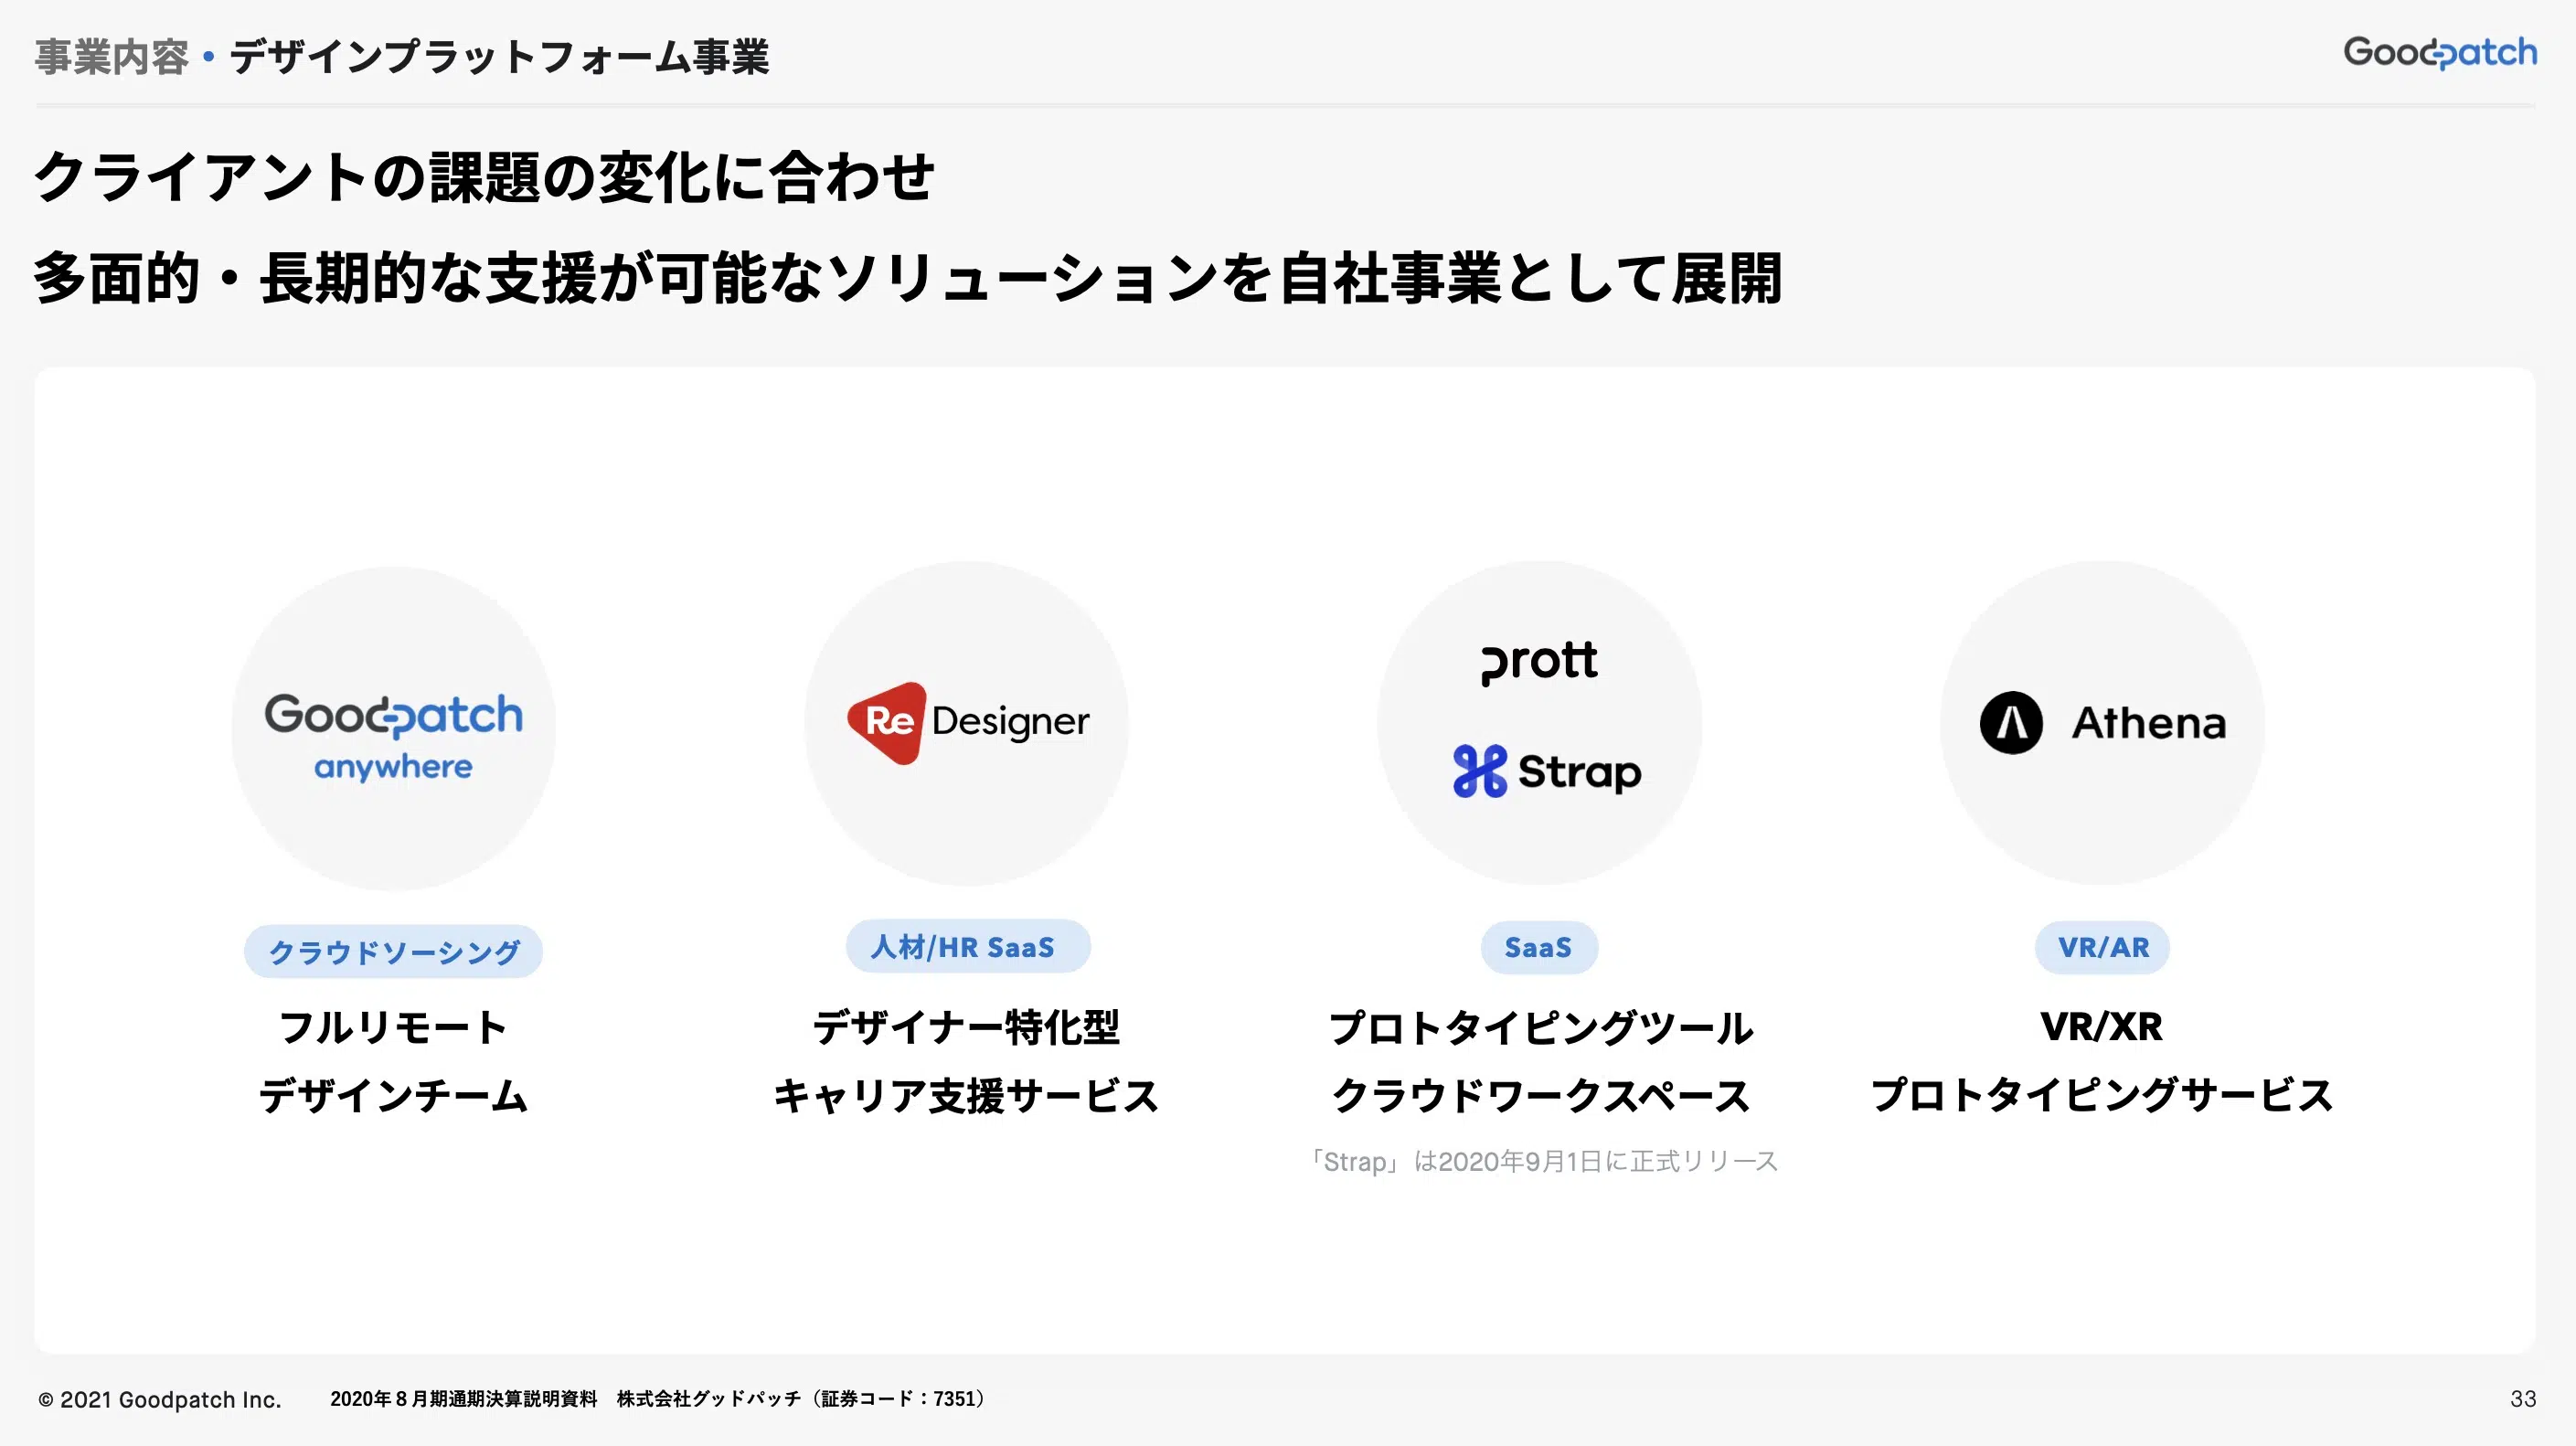 事業内容・デザインプラットフォーム事業
Goodpatch
クライアントの課題の変化に合わせ
多面的・長期的な支援が可能なソリューションを自社事業として展開
Goodpatch
anywhere
クラウドソーシング
フルリモート
デザインチーム
Re Designer
人材/HR SaaS
デザイナー特化型
キャリア支援サービス
prott
Strap
SaaS
プロトタイピングツール
クラウドワークスペース
「Strap」は2020年9月1日に正式リリース
Athena
VR/AR
VR/XR
プロトタイピングサービス
© 2021 Goodpatch Inc.
2020年８月期通期決算説明資料　株式会社グッドパッチ（証券コード：7351）
33